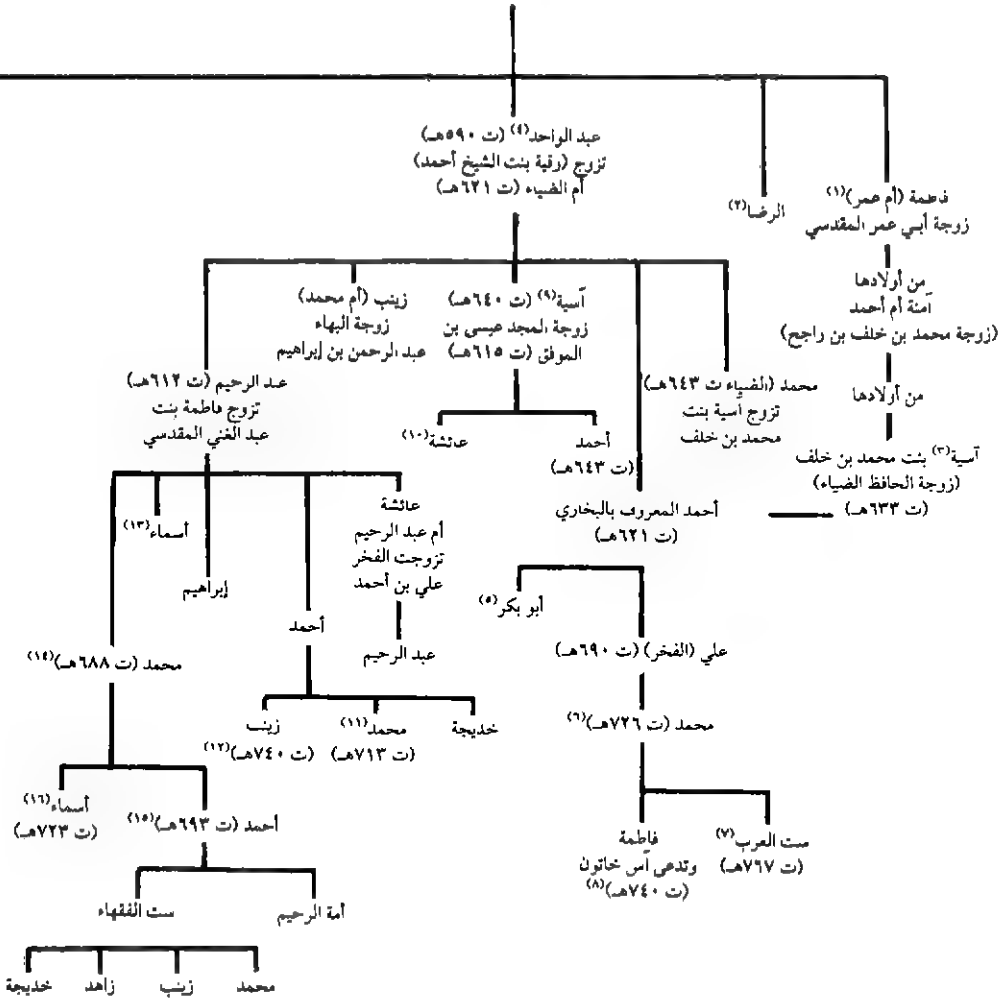 عبد الواحد(٤) (ت ٥٩٠هـ)
تزوج (رقية بنت الشيخ أحمد)
أم الضياء (ت ٦٢١هـ)
فاطمة (أم عمر)(١)
زوجة أبي عمر المقدسي
الرضا(٢)
من أولادها
آمنة أم أحمد
(زوجة محمد بن خلف بن راجح)
من أولادها
آسية(٣) بنت محمد بن خلف
(زوجة الحافظ الضياء)
(ت ٦٣٣هـ)
محمد (الضياء ت ٦٤٣هـ)
تزوج آسية بنت
محمد بن خلف
آسية(٩) (ت ٦٤٠هـ)
زوجة المجد عيسى بن
الموفق (ت ٦١٥هـ)
زينب (أم محمد)
زوجة البهاء
عبد الرحمن بن إبراهيم
عبد الرحيم (ت ٦١٢هـ)
تزوج فاطمة بنت
عبد الغني المقدسي
أحمد
(ت ٦٤٣هـ)
عائشة(١٠)
أحمد المعروف بالبخاري
(ت ٦٢١هـ)
عائشة
أم عبد الرحيم
تزوجت الفخر
علي بن أحمد
عبد الرحيم
أحمد
إبراهيم
أسماء(١٣)
محمد (ت ٦٨٨هـ)(١٤)
أبو بكر(٥)
علي (الفخر) (ت ٦٩٠هـ)
محمد (ت ٧٢٦هـ)(٦)
خديجة
محمد(١١)
(ت ٧١٣هـ)
زينب
(ت ٧٤٠هـ)(١٢)
ست العرب(٧)
(ت ٧٦٧هـ)
فاطمة
وتدعى آس خاتون
(ت ٧٤٠هـ)(٨)
أحمد (ت ٦٩٣هـ)(١٥)
أسماء(١٦)
(ت ٧٢٣هـ)
أمة الرحيم
ست الفقهاء
محمد
زينب
زاهد
خديجة